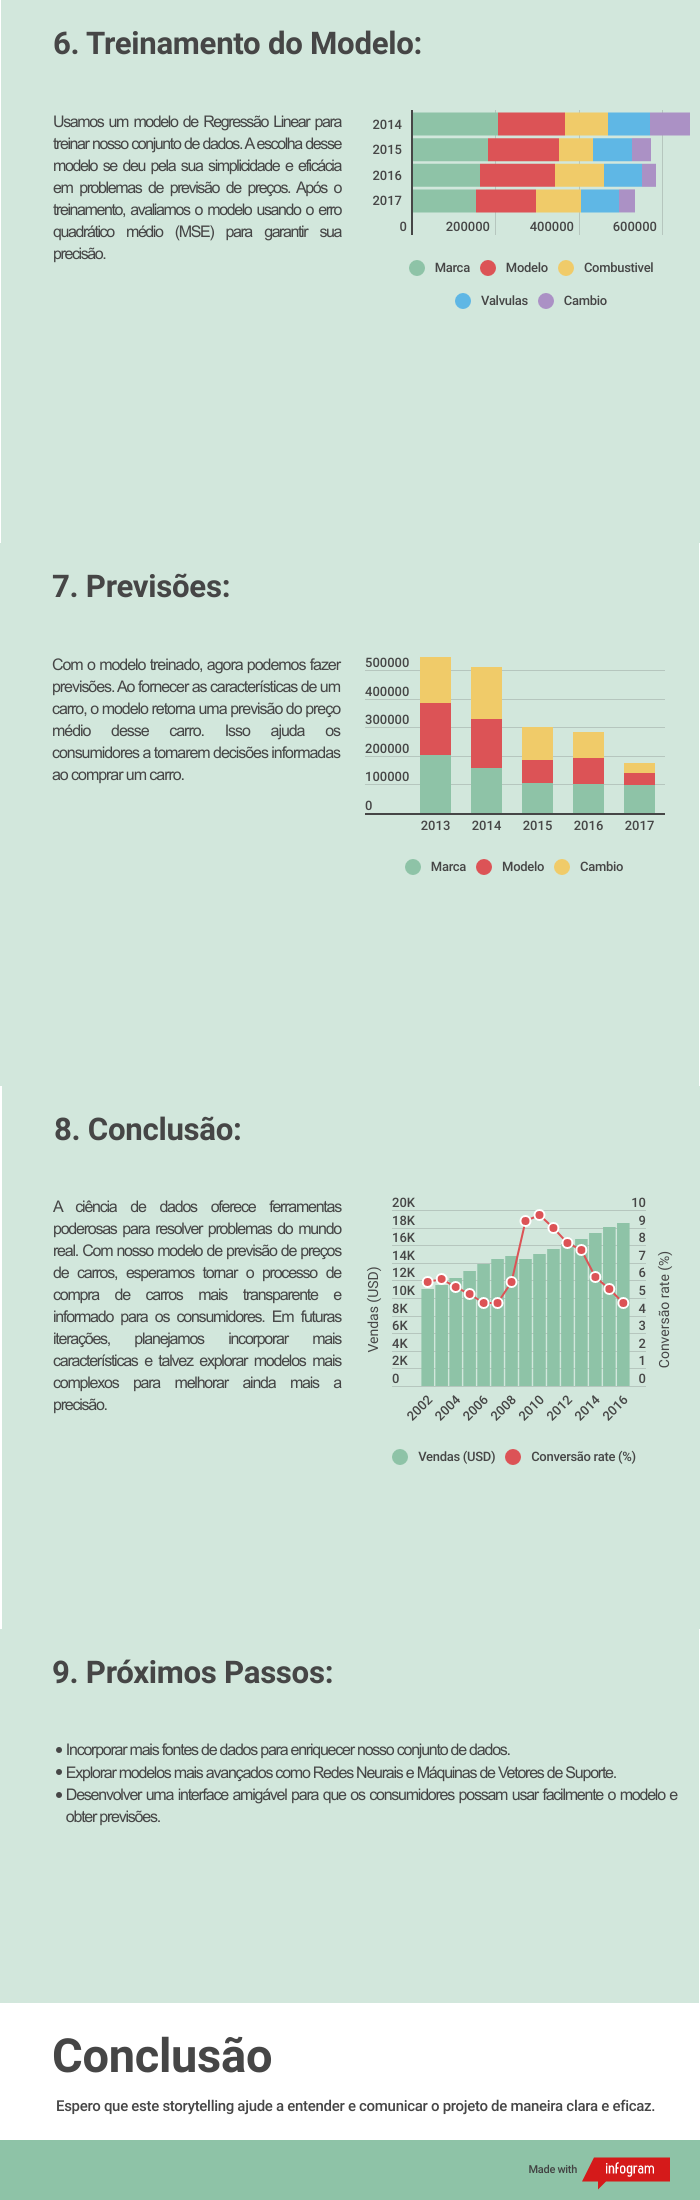 6. Treinamento do Modelo:
Usamos um modelo de Regressão Linear para
treinar nosso conjunto de dados. A escolha desse
modelo se deu pela sua simplicidade e eficácia
em problemas de previsão de preços. Após o
treinamento, avaliamos o modelo usando o erro
quadrático médio (MSE) para garantir sua
precisão.
2014
2015
2016
2017
0 200000 400000 600000
Marca Modelo Combustivel
Valvulas Cambio
7. Previsões:
Com o modelo treinado, agora podemos fazer
previsões. Ao fornecer as características de um
carro, o modelo retorna uma previsão do preço
médio desse carro. Isso ajuda os
consumidores a tomarem decisões informadas
ao comprar um carro.
500000
400000
300000
200000
100000
0
2013 2014 2015 2016 2017
Marca Modelo Cambio
8. Conclusão:
A ciência de dados oferece ferramentas
poderosas para resolver problemas do mundo
real. Com nosso modelo de previsão de preços
de carros, esperamos tornar o processo de
compra de carros mais transparente e
informado para os consumidores. Em futuras
iterações, planejamos incorporar mais
características e talvez explorar modelos mais
complexos para melhorar ainda mais a
precisão.
Vendas (USD)
20K
18K
16K
14K
12K
10K
8K
6K
4K
2K
0
10
9
8
7
6
5
4
3
2
1
0
Conversão rate (%)
2002 2004 2006 2008 2010 2012 2014 2016
Vendas (USD) Conversão rate (%)
9. Próximos Passos:
• Incorporar mais fontes de dados para enriquecer nosso conjunto de dados.
• Explorar modelos mais avançados como Redes Neurais e Máquinas de Vetores de Suporte.
• Desenvolver uma interface amigável para que os consumidores possam usar facilmente o modelo e
obter previsões.
Conclusão
Espero que este storytelling ajude a entender e comunicar o projeto de maneira clara e eficaz.
Made with infogram